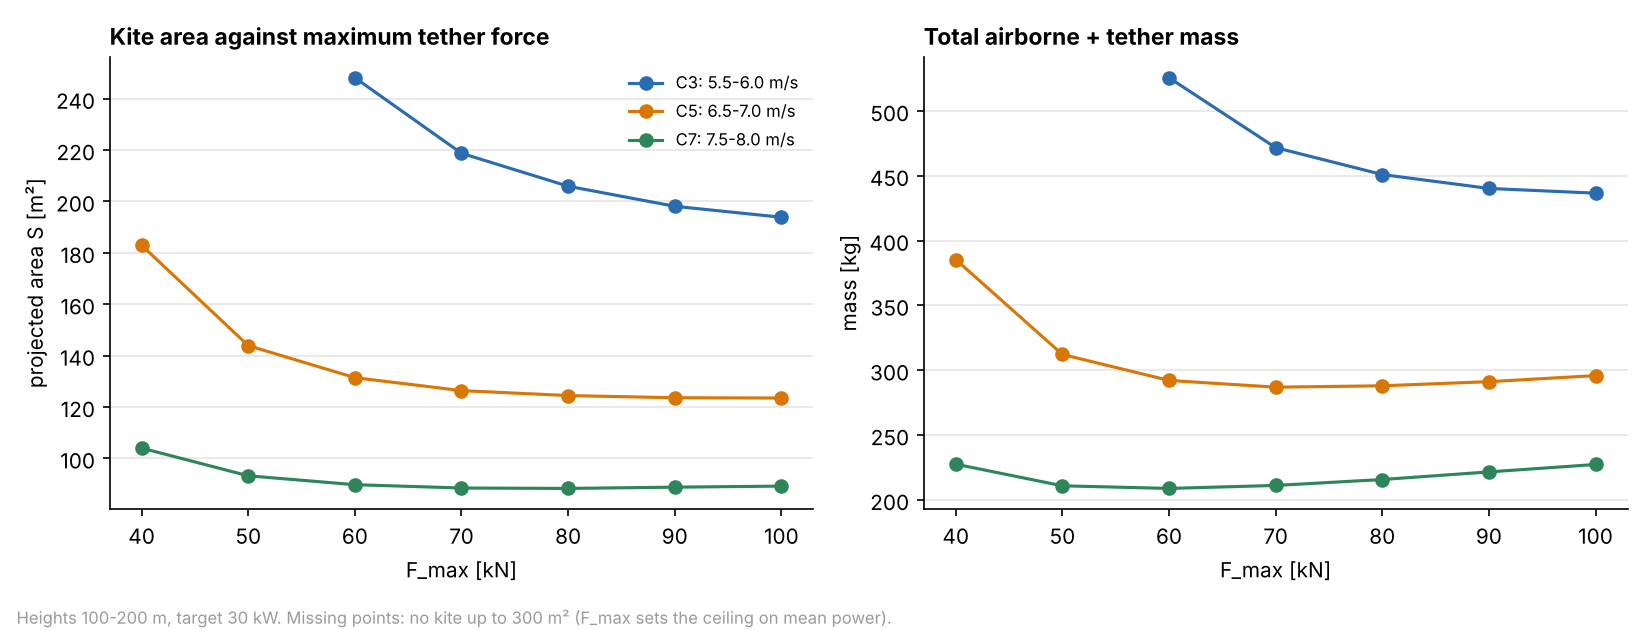 Kite area against maximum tether force
projected area S [m²]
240
220
200
180
160
140
120
100
C3: 5.5-6.0 m/s
C5: 6.5-7.0 m/s
C7: 7.5-8.0 m/s
40 50 60 70 80 90 100
F_max [kN]
Total airborne + tether mass
mass [kg]
500
450
400
350
300
250
200
40 50 60 70 80 90 100
F_max [kN]
Heights 100-200 m, target 30 kW. Missing points: no kite up to 300 m² (F_max sets the ceiling on mean power).